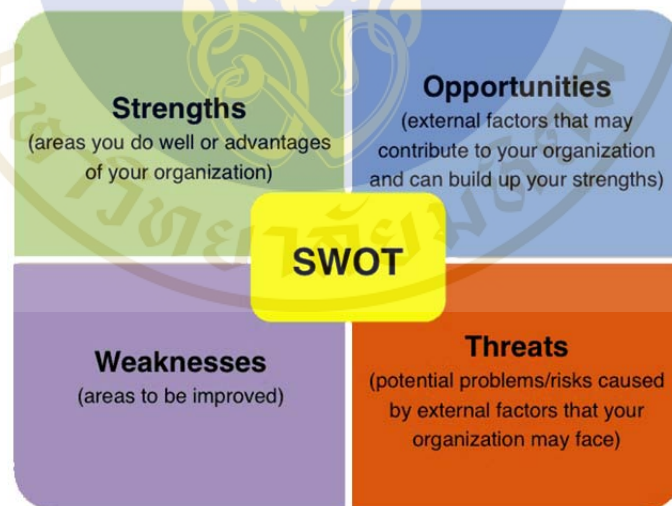 Strengths
(areas you do well or advantages
of your organization)
Opportunities
(external factors that may
contribute to your organization
and can build up your strengths)
SWOT
Weaknesses
(areas to be improved)
Threats
(potential problems/risks caused
by external factors that your
organization may face)